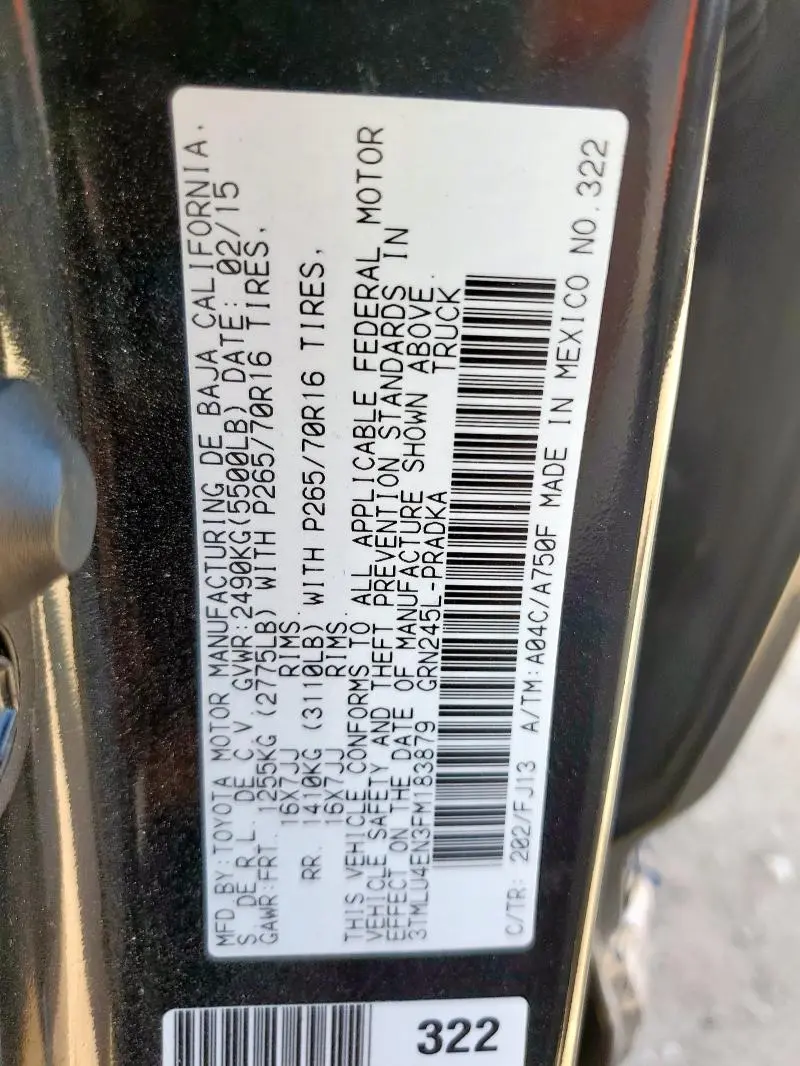 MFD BY:TOYOTA MOTOR MANUFACTURING DE BAJA CALIFORNIA.
S. DE R.L. DE C.V GVWR:2490KG(5500LB) DATE: 02/15
GAWR:FRT. 1255KG (2775LB) WITH P265/70R16 TIRES,
16X7JJ RIMS.
RR. 1410KG (3110LB) WITH P265/70R16 TIRES,
16X7JJ RIMS.
THIS VEHICLE CONFORMS TO ALL APPLICABLE FEDERAL MOTOR
VEHICLE SAFETY AND THEFT PREVENTION STANDARDS IN
EFFECT ON THE DATE OF MANUFACTURE SHOWN ABOVE.
3TMLU4EN3FM183879 GRN245L-PRADKA TRUCK
C/TR: 202/FJ13 A/TM:A04C/A750F MADE IN MEXICO NO.322
322